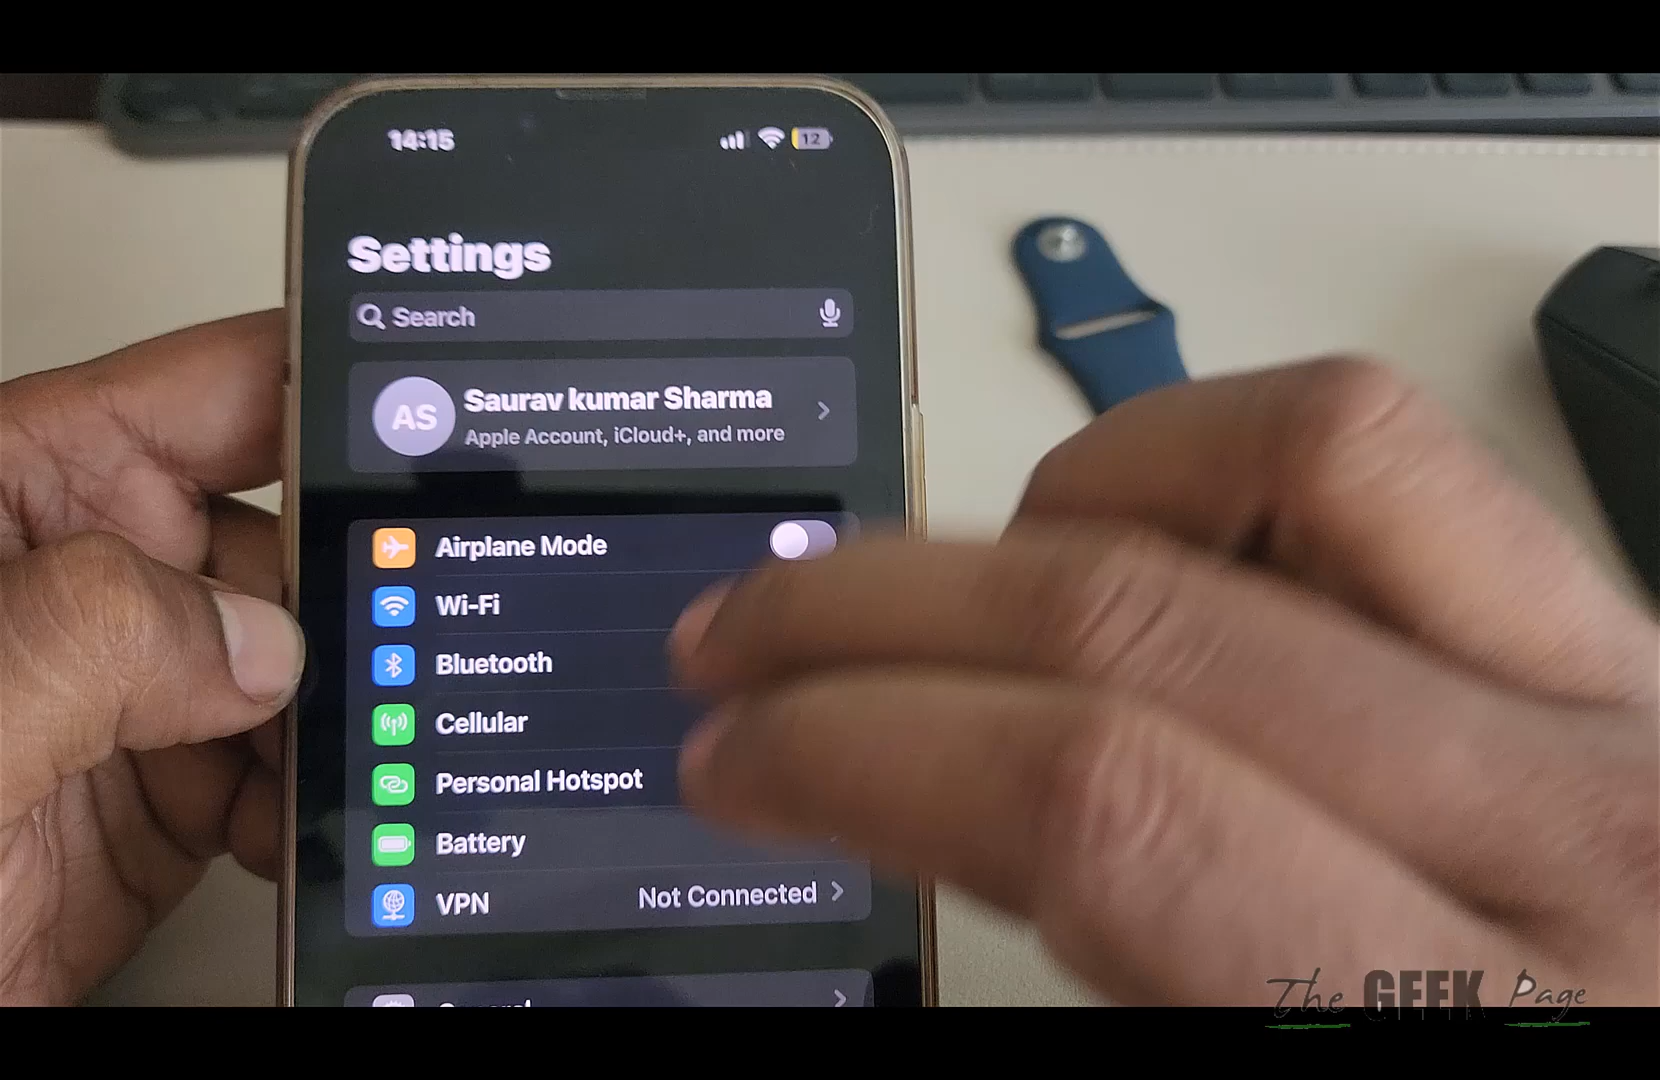 14:15
12
Settings
Search
AS
Saurav kumar Sharma
Apple Account, iCloud+, and more
Airplane Mode
Wi-Fi
Bluetooth
Cellular
Personal Hotspot
Battery
VPN
Not Connected
General
The GEEK Page